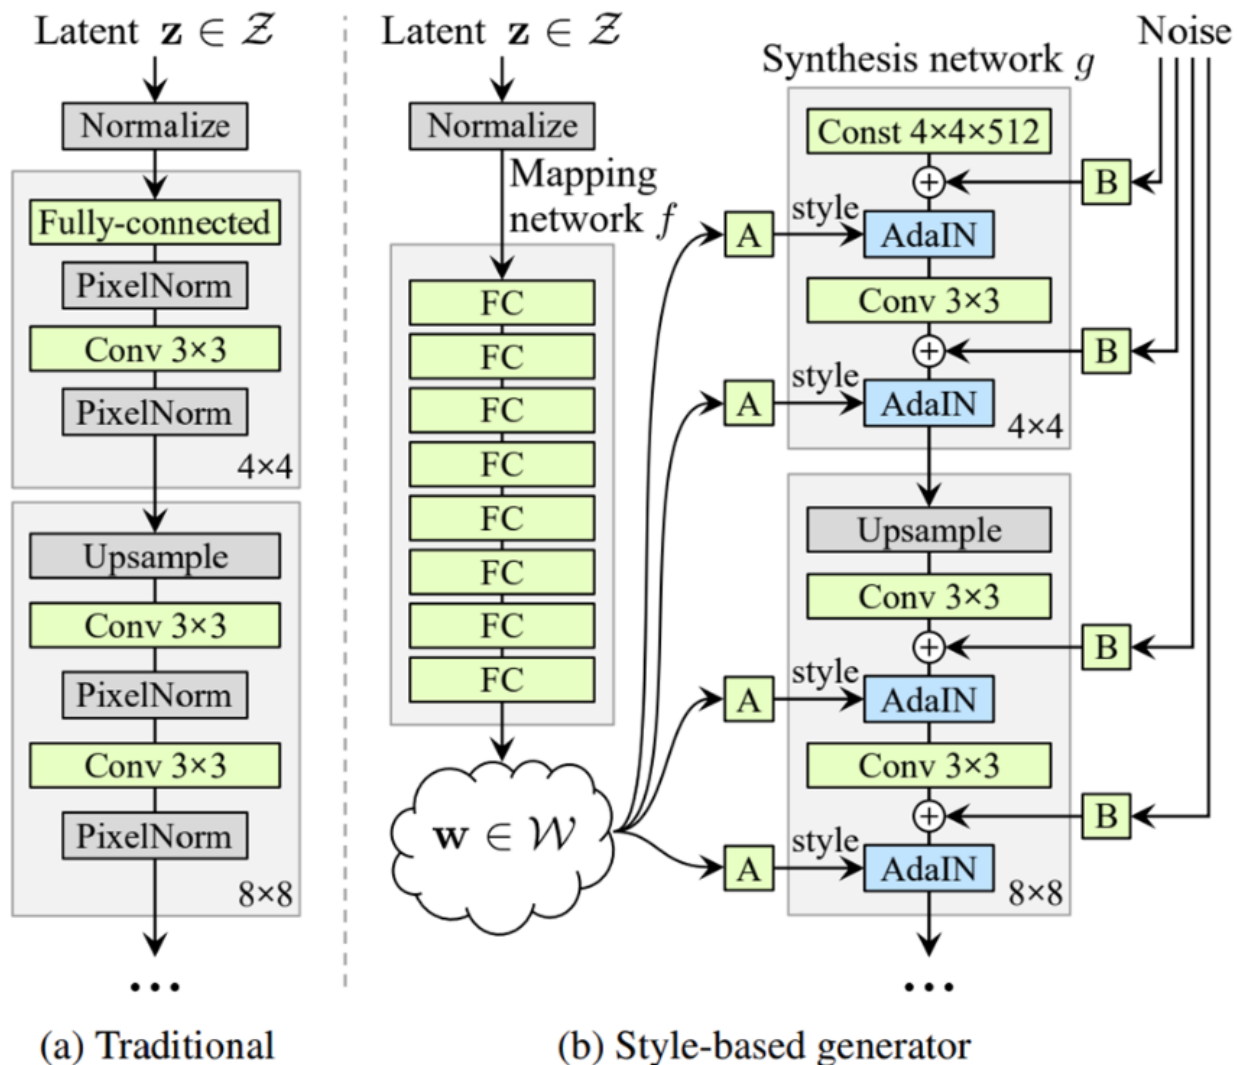 Latent z ∈ 𝒵
Normalize
Fully-connected
PixelNorm
Conv 3×3
PixelNorm
4×4
Upsample
Conv 3×3
PixelNorm
Conv 3×3
PixelNorm
8×8
...
(a) Traditional
Latent z ∈ 𝒵
Normalize
Mapping
network f
FC
FC
FC
FC
FC
FC
FC
FC
w ∈ 𝒲
A
style
A
style
A
style
A
style
Synthesis network g
Const 4×4×512
+
AdaIN
Conv 3×3
+
AdaIN
4×4
Upsample
Conv 3×3
+
AdaIN
Conv 3×3
+
AdaIN
8×8
...
Noise
B
B
B
B
(b) Style-based generator